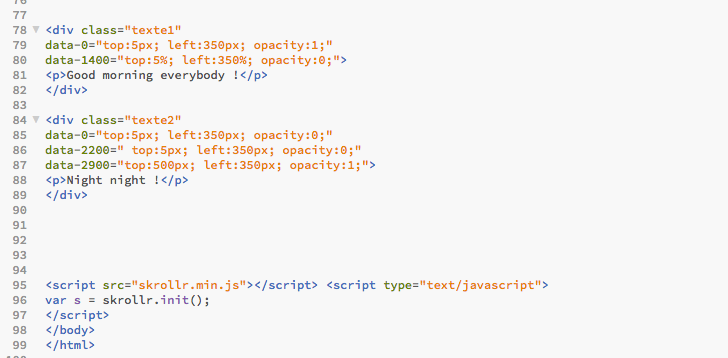 77
78 <div class="texte1"
79 data-0="top:5px; left:350px; opacity:1;"
80 data-1400="top:5%; left:350%; opacity:0;">
81 <p>Good morning everybody !</p>
82 </div>
83
84 <div class="texte2"
85 data-0="top:5px; left:350px; opacity:0;"
86 data-2200=" top:5px; left:350px; opacity:0;"
87 data-2900="top:500px; left:350px; opacity:1;">
88 <p>Night night !</p>
89 </div>
90
91
92
93
94
95 <script src="skrollr.min.js"></script> <script type="text/javascript">
96 var s = skrollr.init();
97 </script>
98 </body>
99 </html>